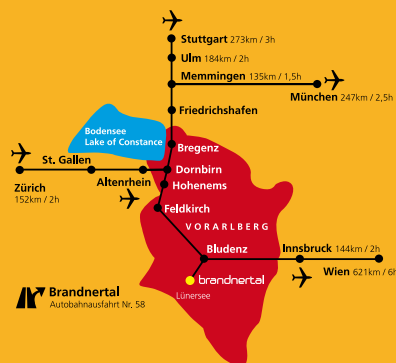 Stuttgart 273km / 3h
Ulm 184km / 2h
Memmingen 135km / 1,5h
München 247km / 2,5h
Friedrichshafen
Bodensee
Lake of Constance
Bregenz
St. Gallen
Dornbirn
Altenrhein
Hohenems
Zürich
152km / 2h
Feldkirch
VORARLBERG
Bludenz
Innsbruck 144km / 2h
Wien 621km / 6h
brandnertal
Lünersee
Brandnertal
Autobahnausfahrt Nr. 58